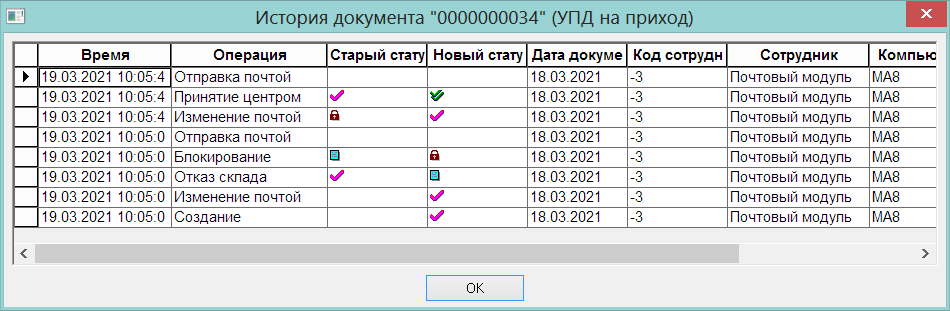 История документа "0000000034" (УПД на приход)
Время Операция Старый стату Новый стату Дата докуме Код сотрудн Сотрудник Компью
19.03.2021 10:05:4 Отправка почтой 18.03.2021 -3 Почтовый модуль MA8
19.03.2021 10:05:4 Принятие центром 18.03.2021 -3 Почтовый модуль MA8
19.03.2021 10:05:4 Изменение почтой 18.03.2021 -3 Почтовый модуль MA8
19.03.2021 10:05:0 Отправка почтой 18.03.2021 -3 Почтовый модуль MA8
19.03.2021 10:05:0 Блокирование 18.03.2021 -3 Почтовый модуль MA8
19.03.2021 10:05:0 Отказ склада 18.03.2021 -3 Почтовый модуль MA8
19.03.2021 10:05:0 Изменение почтой 18.03.2021 -3 Почтовый модуль MA8
19.03.2021 10:05:0 Создание 18.03.2021 -3 Почтовый модуль MA8
OK